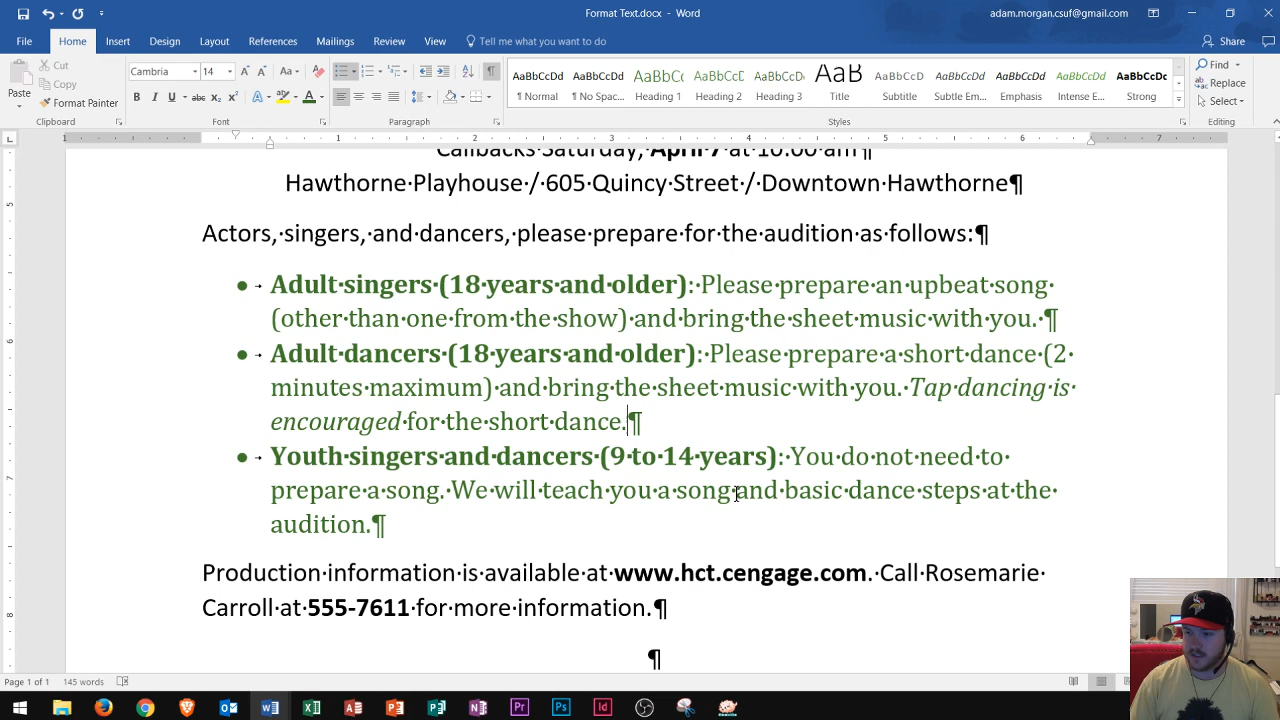 Format Text.docx - Word
adam.morgan.csuf@gmail.com
File Home Insert Design Layout References Mailings Review View Tell me what you want to do Share
Paste
Cut
Copy
Format Painter
Clipboard
Cambria 14
Font
Paragraph
AaBbCcDd AaBbCcDd AaBbCc AaBbCcD AaBbCcD AaB AaBbCcD AaBbCcDd AaBbCcDd AaBbCcDd AaBbCcDc
¶ Normal ¶ No Spac... Heading 1 Heading 2 Heading 3 Title Subtitle Subtle Em... Emphasis Intense E... Strong
Styles
Find
Replace
Select
Callbacks Saturday, April 7 at 10:00 am¶
Hawthorne Playhouse / 605 Quincy Street / Downtown Hawthorne¶
Actors, singers, and dancers, please prepare for the audition as follows:¶
● Adult singers (18 years and older): Please prepare an upbeat song
(other than one from the show) and bring the sheet music with you. ¶
● Adult dancers (18 years and older): Please prepare a short dance (2
minutes maximum) and bring the sheet music with you. Tap dancing is
encouraged for the short dance.¶
● Youth singers and dancers (9 to 14 years): You do not need to
prepare a song. We will teach you a song and basic dance steps at the
audition.¶
Production information is available at www.hct.cengage.com. Call Rosemarie
Carroll at 555-7611 for more information.¶
¶
Page 1 of 1 145 words